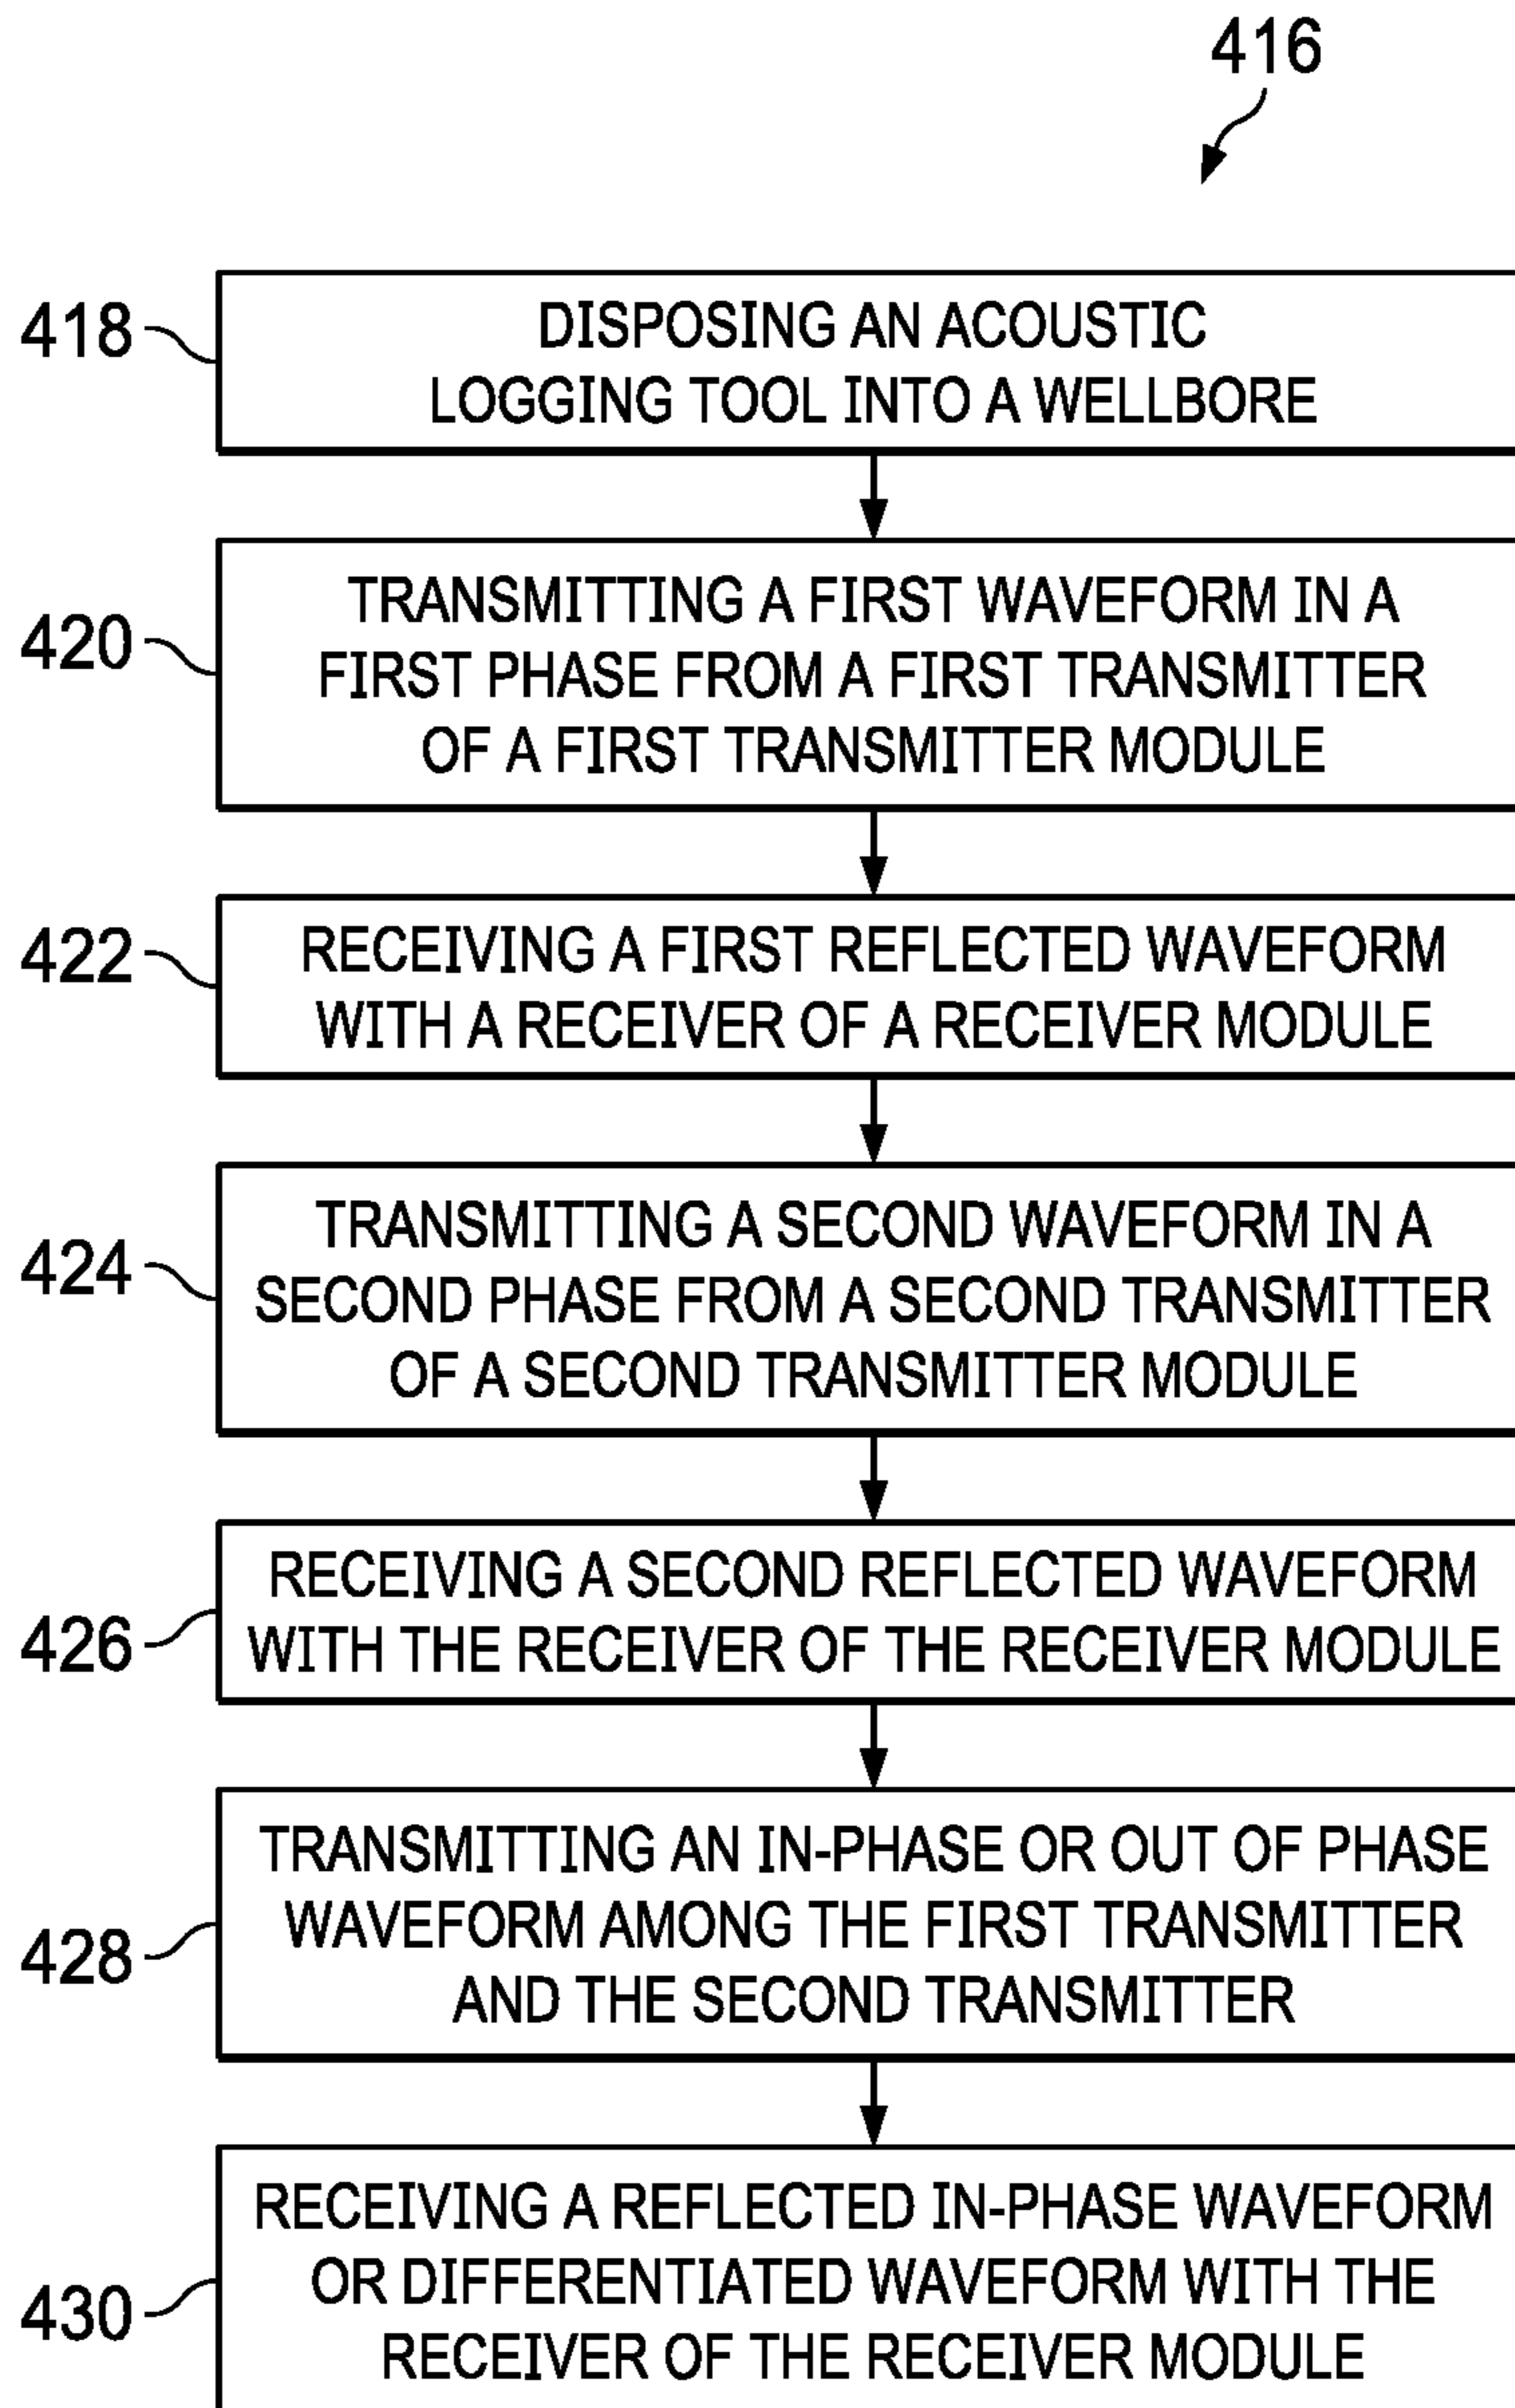 416
418
DISPOSING AN ACOUSTIC
LOGGING TOOL INTO A WELLBORE
420
TRANSMITTING A FIRST WAVEFORM IN A
FIRST PHASE FROM A FIRST TRANSMITTER
OF A FIRST TRANSMITTER MODULE
422
RECEIVING A FIRST REFLECTED WAVEFORM
WITH A RECEIVER OF A RECEIVER MODULE
424
TRANSMITTING A SECOND WAVEFORM IN A
SECOND PHASE FROM A SECOND TRANSMITTER
OF A SECOND TRANSMITTER MODULE
426
RECEIVING A SECOND REFLECTED WAVEFORM
WITH THE RECEIVER OF THE RECEIVER MODULE
428
TRANSMITTING AN IN-PHASE OR OUT OF PHASE
WAVEFORM AMONG THE FIRST TRANSMITTER
AND THE SECOND TRANSMITTER
430
RECEIVING A REFLECTED IN-PHASE WAVEFORM
OR DIFFERENTIATED WAVEFORM WITH THE
RECEIVER OF THE RECEIVER MODULE